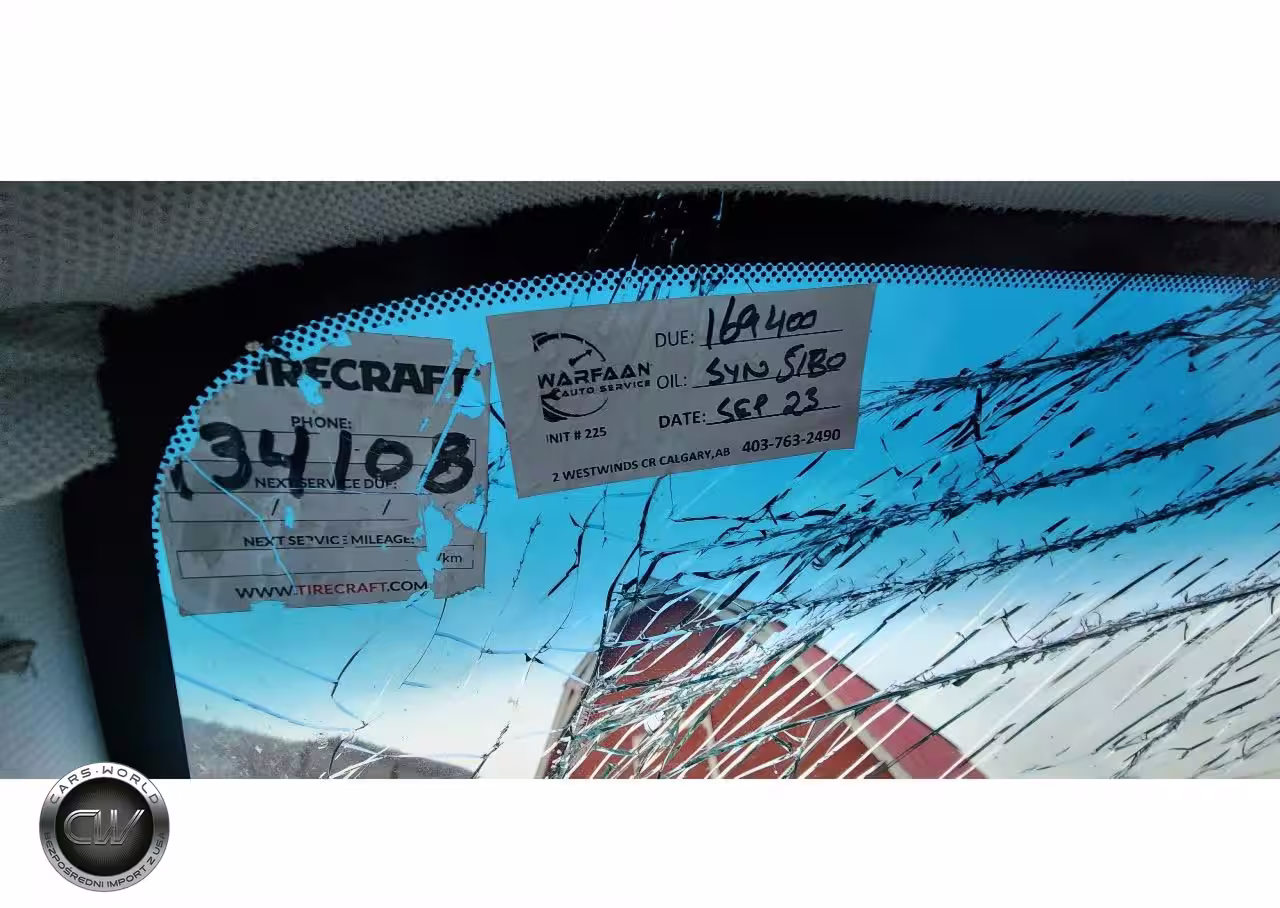 TIRECRAFT
PHONE:
134108
NEXT SERVICE DUE:
/ /
NEXT SERVICE MILEAGE:
/km
WWW.TIRECRAFT.COM
WARFAAN
AUTO SERVICE
UNIT # 225
DUE: 169400
OIL: SYN 5/30
DATE: SEP 23
2 WESTWINDS CR CALGARY,AB 403-763-2490
CARS-WORLD
CW
BEZPOŚREDNI IMPORT Z USA